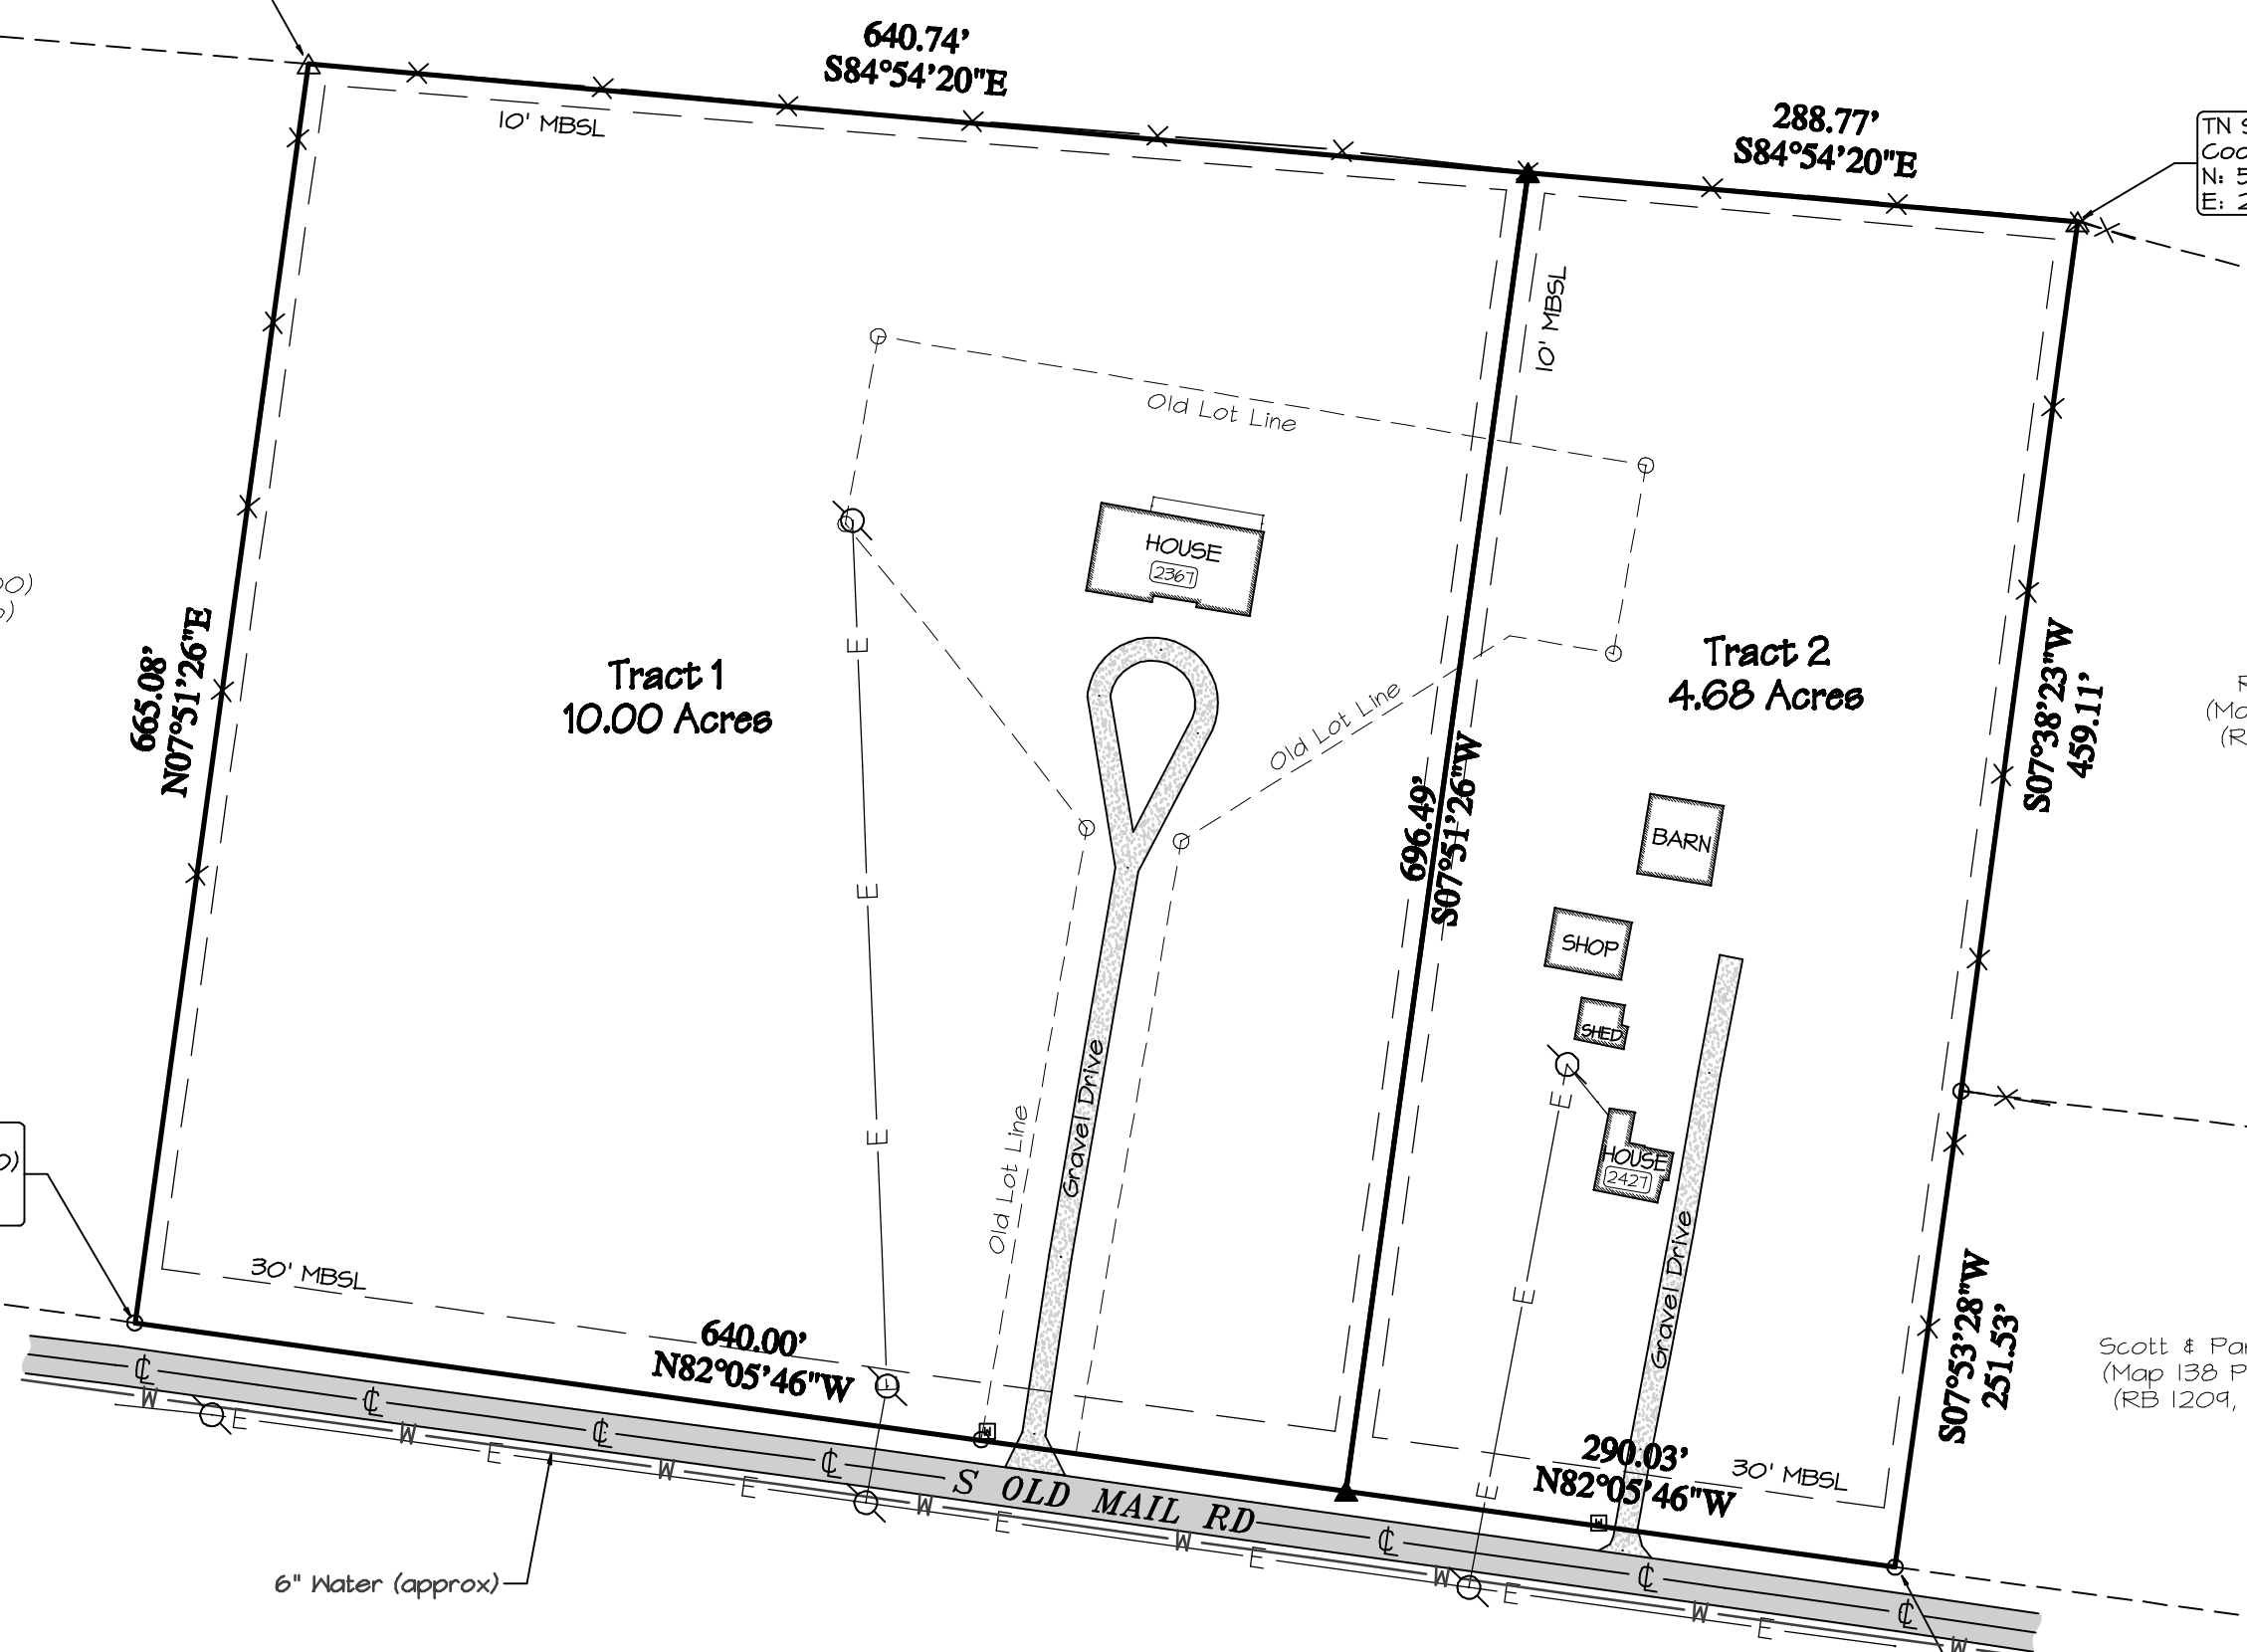 640.74’
S84°54’20"E
288.77’
S84°54’20"E
TN
N: 5
E: 2
10' MBSL
10' MBSL
Old Lot Line
HOUSE
2367
665.08’
N07°51’26"E
Tract 1
10.00 Acres
Tract 2
4.68 Acres
S07°38’23"W
459.11’
Old Lot Line
696.49’
S07°51’26"W
BARN
SHOP
SHED
E
E
E
E
E
E
HOUSE
2427
Old Lot Line
Gravel Drive
Gravel Drive
S07°53’28"W
251.53’
Scott &
(Map 138
(RB 1209,
30' MBSL
640.00’
N82°05’46"W
290.03’
N82°05’46"W
30' MBSL
S OLD MAIL RD
℄ ℄ ℄ ℄ ℄ ℄ ℄
W W W W W W W W
E E E E E E E
6" Water (approx)